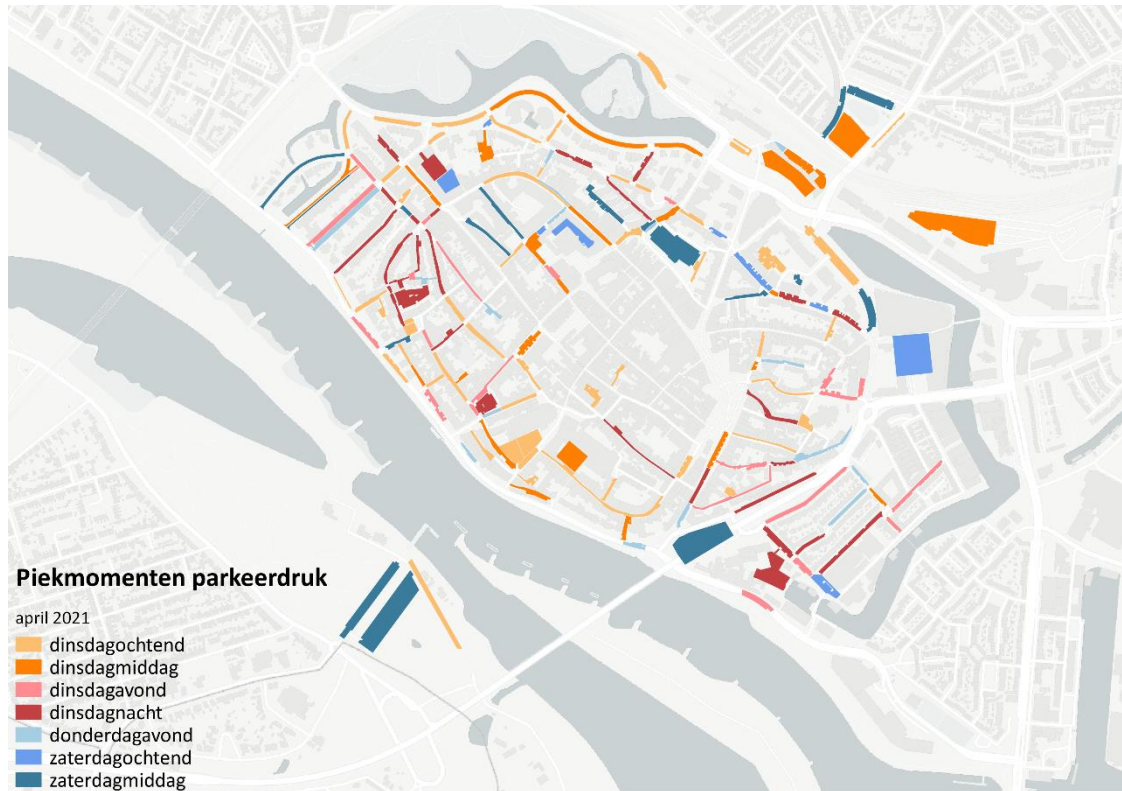 Piekmomenten parkeerdruk
april 2021
dinsdagochtend
dinsdagmiddag
dinsdagavond
dinsdagnacht
donderdagavond
zaterdagochtend
zaterdagmiddag